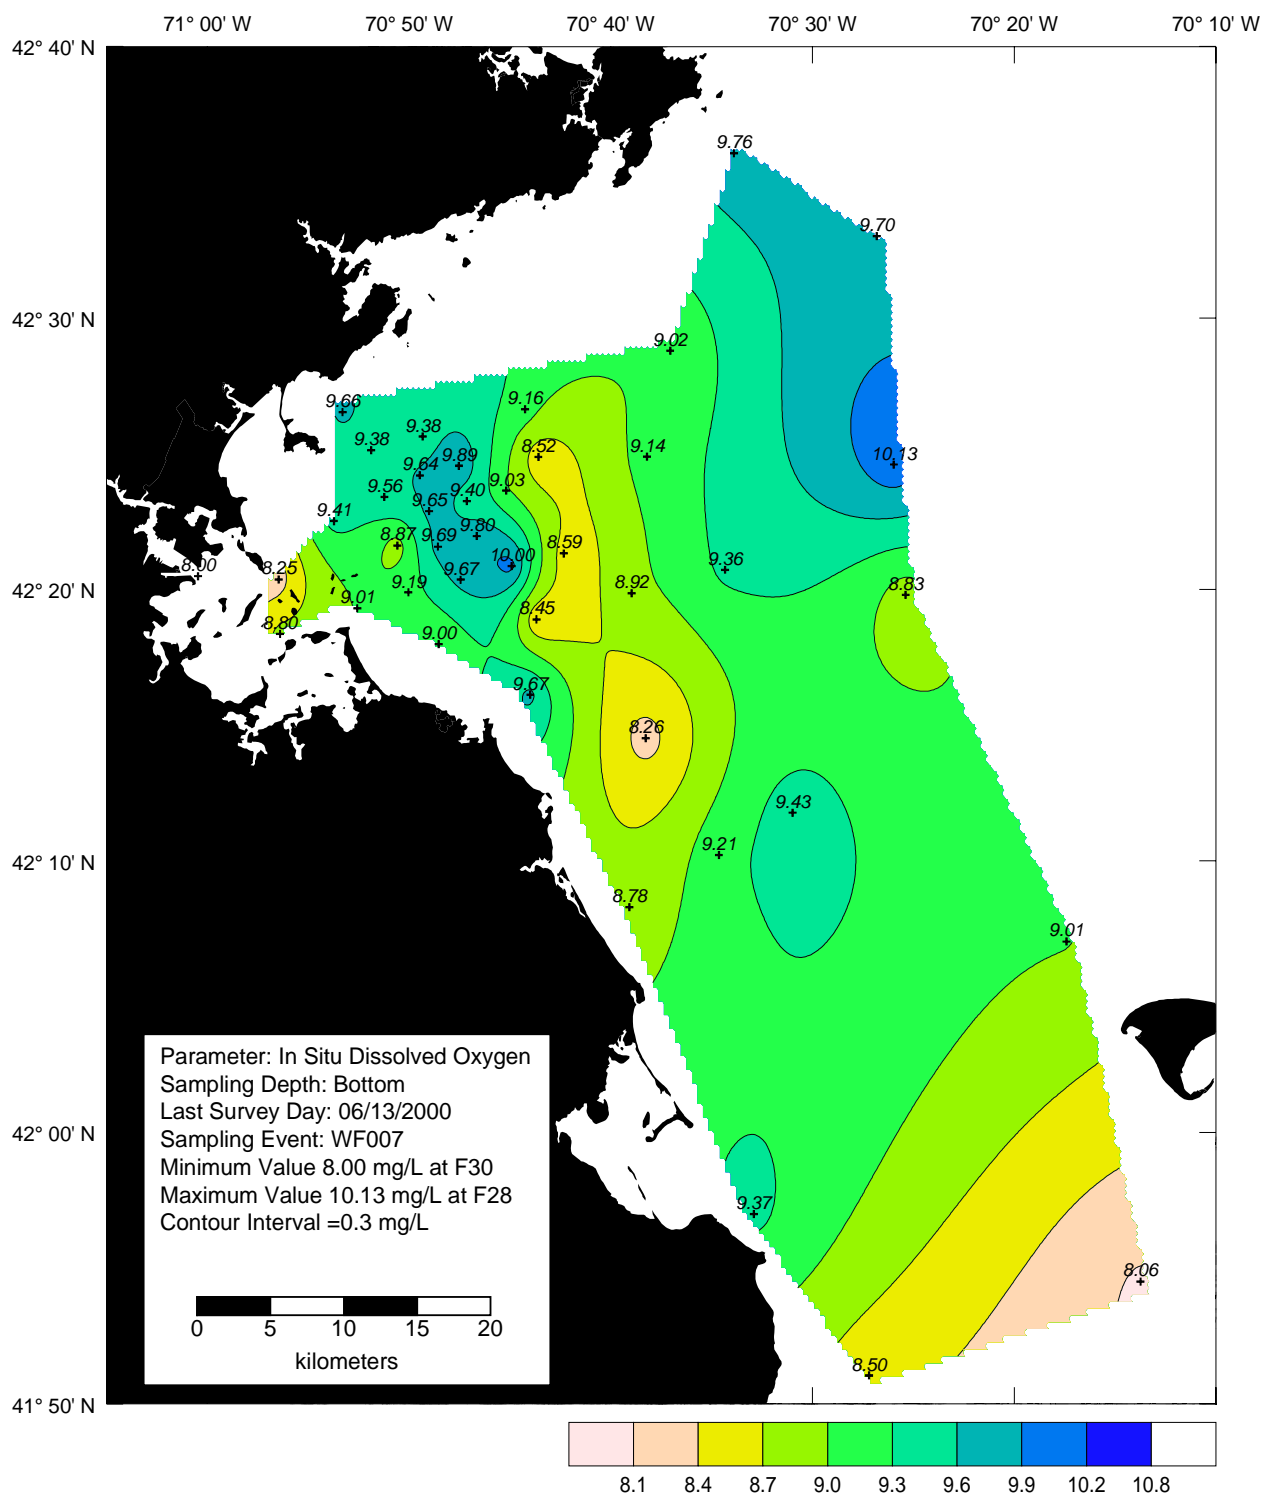 71° 00' W 70° 50' W 70° 40' W 70° 30' W 70° 20' W 70° 10' W
42° 40' N
9.76
9.70
42° 30' N
9.02
9.66
9.16
9.38
9.38
8.52
9.14
9.89
9.64
10.13
9.56
9.40
9.03
9.65
9.41
9.80
8.87
9.69
8.59
10.00
9.36
8.00
8.25
9.67
42° 20' N
9.19
8.92
8.83
9.01
8.45
8.80
9.00
9.67
8.26
9.43
9.21
42° 10' N
8.78
9.01
Parameter: In Situ Dissolved Oxygen
Sampling Depth: Bottom
Last Survey Day: 06/13/2000
Sampling Event: WF007
Minimum Value 8.00 mg/L at F30
Maximum Value 10.13 mg/L at F28
Contour Interval =0.3 mg/L
0 5 10 15 20
kilometers
42° 00' N
9.37
8.06
8.50
41° 50' N
8.1 8.4 8.7 9.0 9.3 9.6 9.9 10.2 10.8